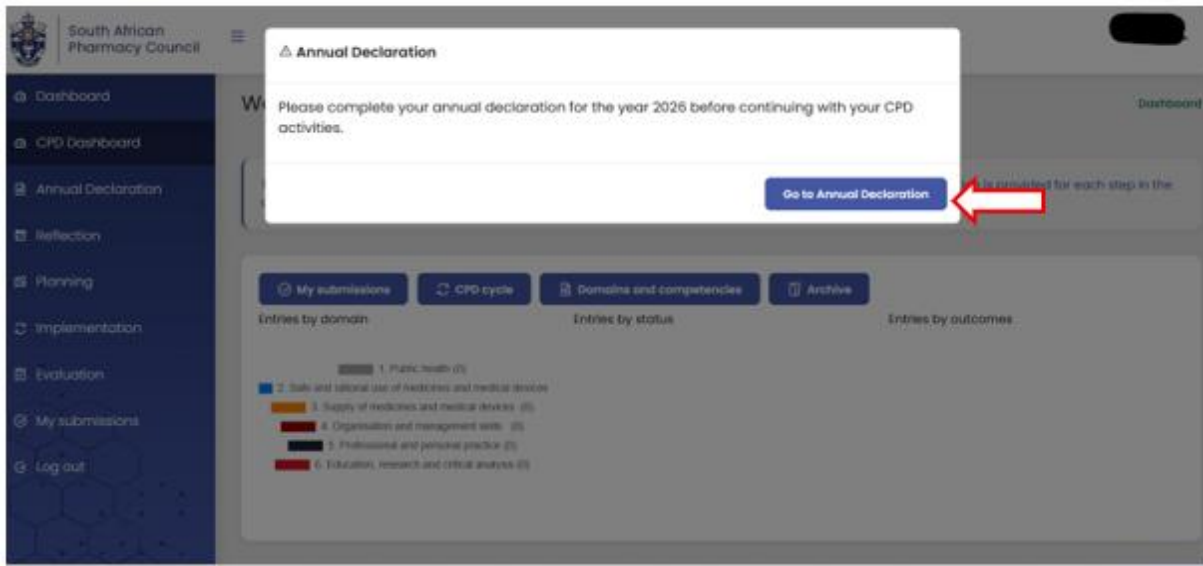 South African
Pharmacy Council
Annual Declaration
Please complete your annual declaration for the year 2026 before continuing with your CPD
activities.
Go to Annual Declaration
Dashboard
CPD Dashboard
Annual Declaration
Reflection
Planning
Implementation
Evaluation
My submissions
Log out
Dashboard
is provided for each step in the
My submissions
CPD cycle
Domains and competencies
Archive
Entries by domain
Entries by status
Entries by outcomes
1. Public health (0)
2. Safe and rational use of medicines and medical devices
3. Supply of medicines and medical devices (0)
4. Organisation and management skills (0)
5. Professional and personal practice (0)
6. Education, research and critical analysis (0)